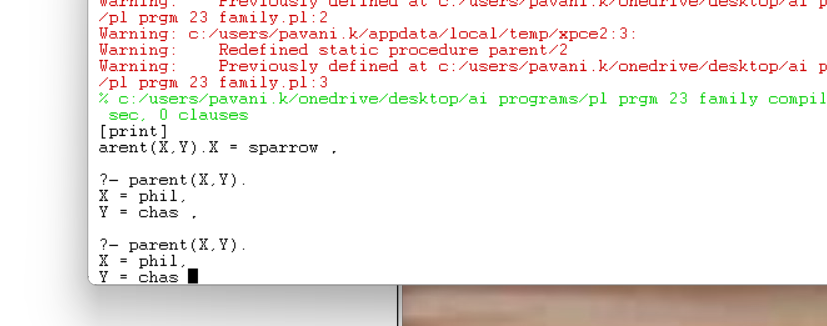 Warning:    Previously defined at c:/users/pavani.k/onedrive/desktop/ai p
/pl prgm 23 family.pl:2
Warning: c:/users/pavani.k/appdata/local/temp/xpce2:3:
Warning:    Redefined static procedure parent/2
Warning:    Previously defined at c:/users/pavani.k/onedrive/desktop/ai p
/pl prgm 23 family.pl:3
% c:/users/pavani.k/onedrive/desktop/ai programs/pl prgm 23 family compil
 sec, 0 clauses
[print]
arent(X,Y).X = sparrow .
?- parent(X,Y).
X = phil,
Y = chas .
?- parent(X,Y).
X = phil,
Y = chas